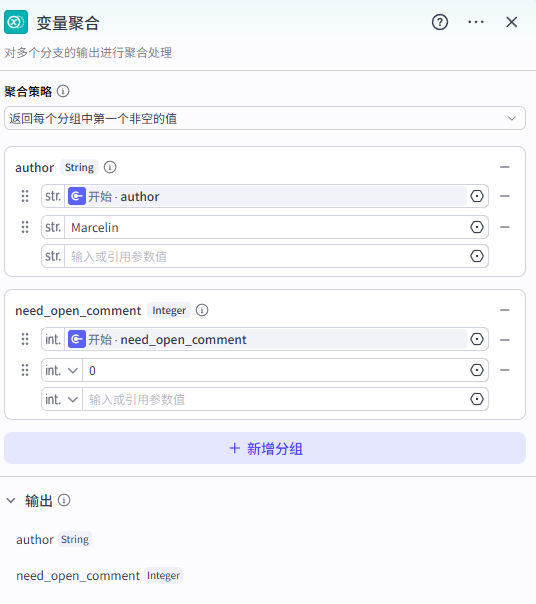 变量聚合
对多个分支的输出进行聚合处理
聚合策略
返回每个分组中第一个非空的值
author String
str. 开始 · author
str. Marcelin
str. 输入或引用参数值
need_open_comment Integer
int. 开始 · need_open_comment
int. 0
int. 输入或引用参数值
+ 新增分组
输出
author String
need_open_comment Integer